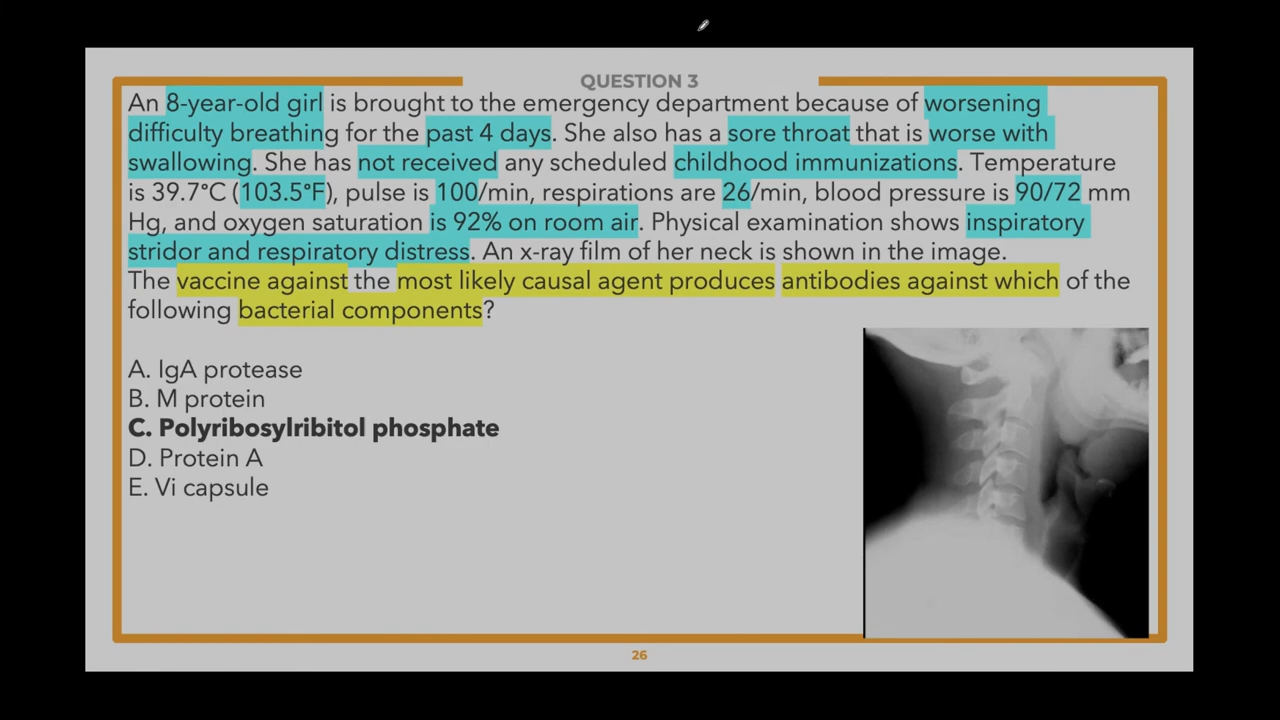 QUESTION 3
An 8-year-old girl is brought to the emergency department because of worsening
difficulty breathing for the past 4 days. She also has a sore throat that is worse with
swallowing. She has not received any scheduled childhood immunizations. Temperature
is 39.7°C (103.5°F), pulse is 100/min, respirations are 26/min, blood pressure is 90/72 mm
Hg, and oxygen saturation is 92% on room air. Physical examination shows inspiratory
stridor and respiratory distress. An x-ray film of her neck is shown in the image.
The vaccine against the most likely causal agent produces antibodies against which of the
following bacterial components?
A. IgA protease
B. M protein
C. Polyribosylribitol phosphate
D. Protein A
E. Vi capsule
26